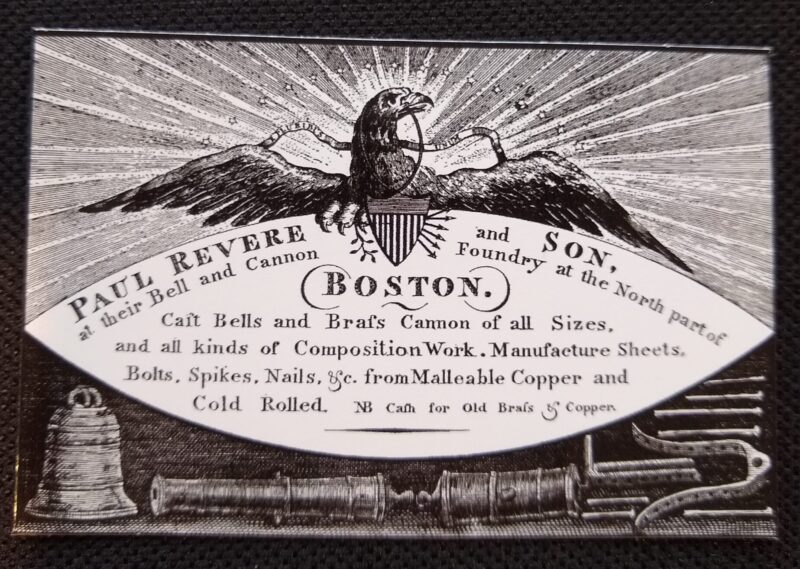 PAUL REVERE and SON,
at their Bell and Cannon Foundry at the North part of
BOSTON.
Caſt Bells and Braſs Cannon of all Sizes,
and all kinds of Composition Work. Manufacture Sheets,
Bolts, Spikes, Nails, &c. from Malleable Copper and
Cold Rolled. NB Caſh for Old Braſs & Copper.